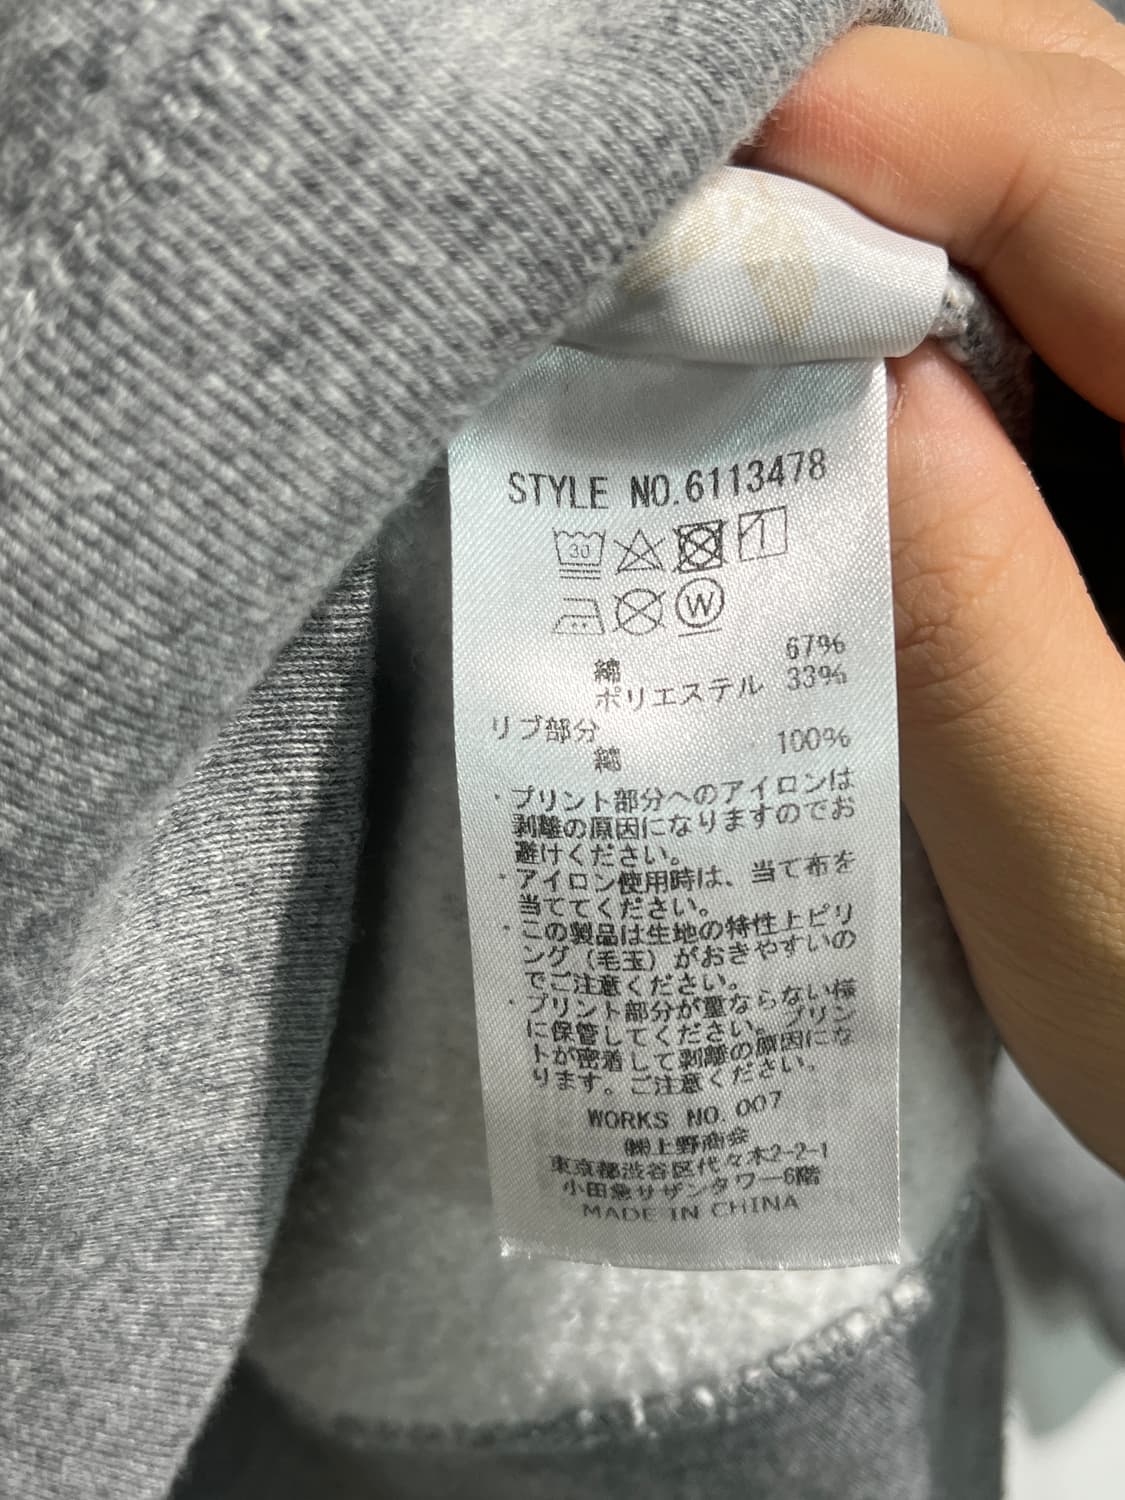 STYLE NO.6113478
30
W
綿 67%
ポリエステル 33%
リブ部分
綿 100%
・プリント部分へのアイロンは
剥離の原因になりますのでお
避けください。
・アイロン使用時は、当て布を
当ててください。
・この製品は生地の特性上ピリ
ング（毛玉）がおきやすいの
でご注意ください。
・プリント部分が重ならない様
に保管してください。プリン
トが密着して剥離の原因にな
ります。ご注意ください。
WORKS NO.007
㈱上野商会
東京都渋谷区代々木2-2-1
小田急サザンタワー6階
MADE IN CHINA